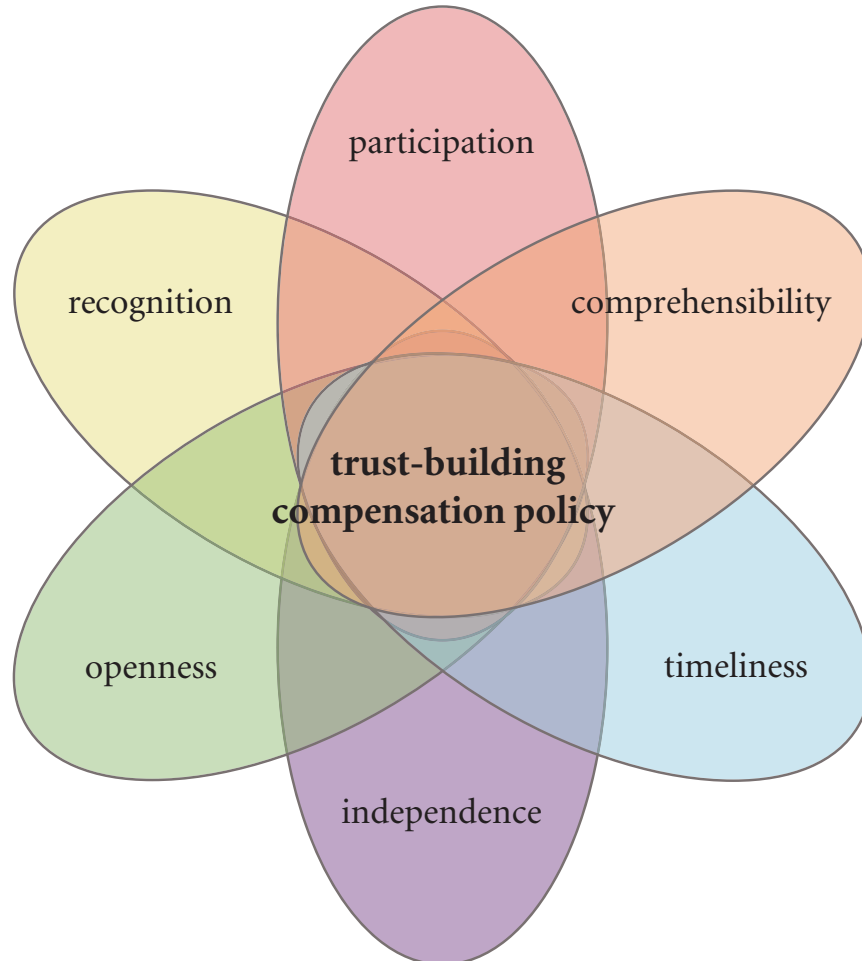 participation
recognition
comprehensibility
trust-building
compensation policy
openness
timeliness
independence